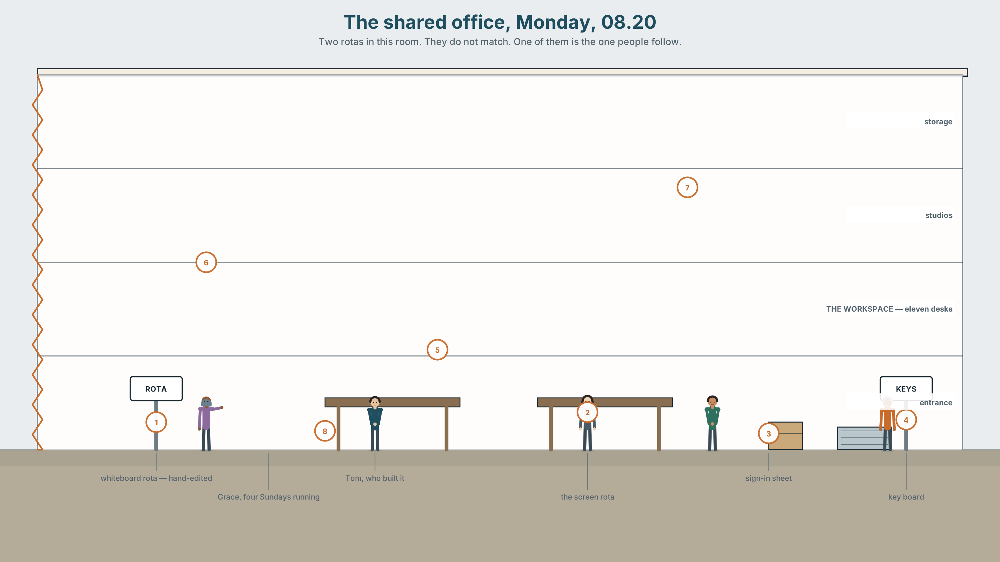 The shared office, Monday, 08.20
Two rotas in this room. They do not match. One of them is the one people follow.
storage
7
studios
6
THE WORKSPACE — eleven desks
5
ROTA
KEYS
entrance
1
2
3
4
8
whiteboard rota — hand-edited
Tom, who built it
sign-in sheet
Grace, four Sundays running
the screen rota
key board